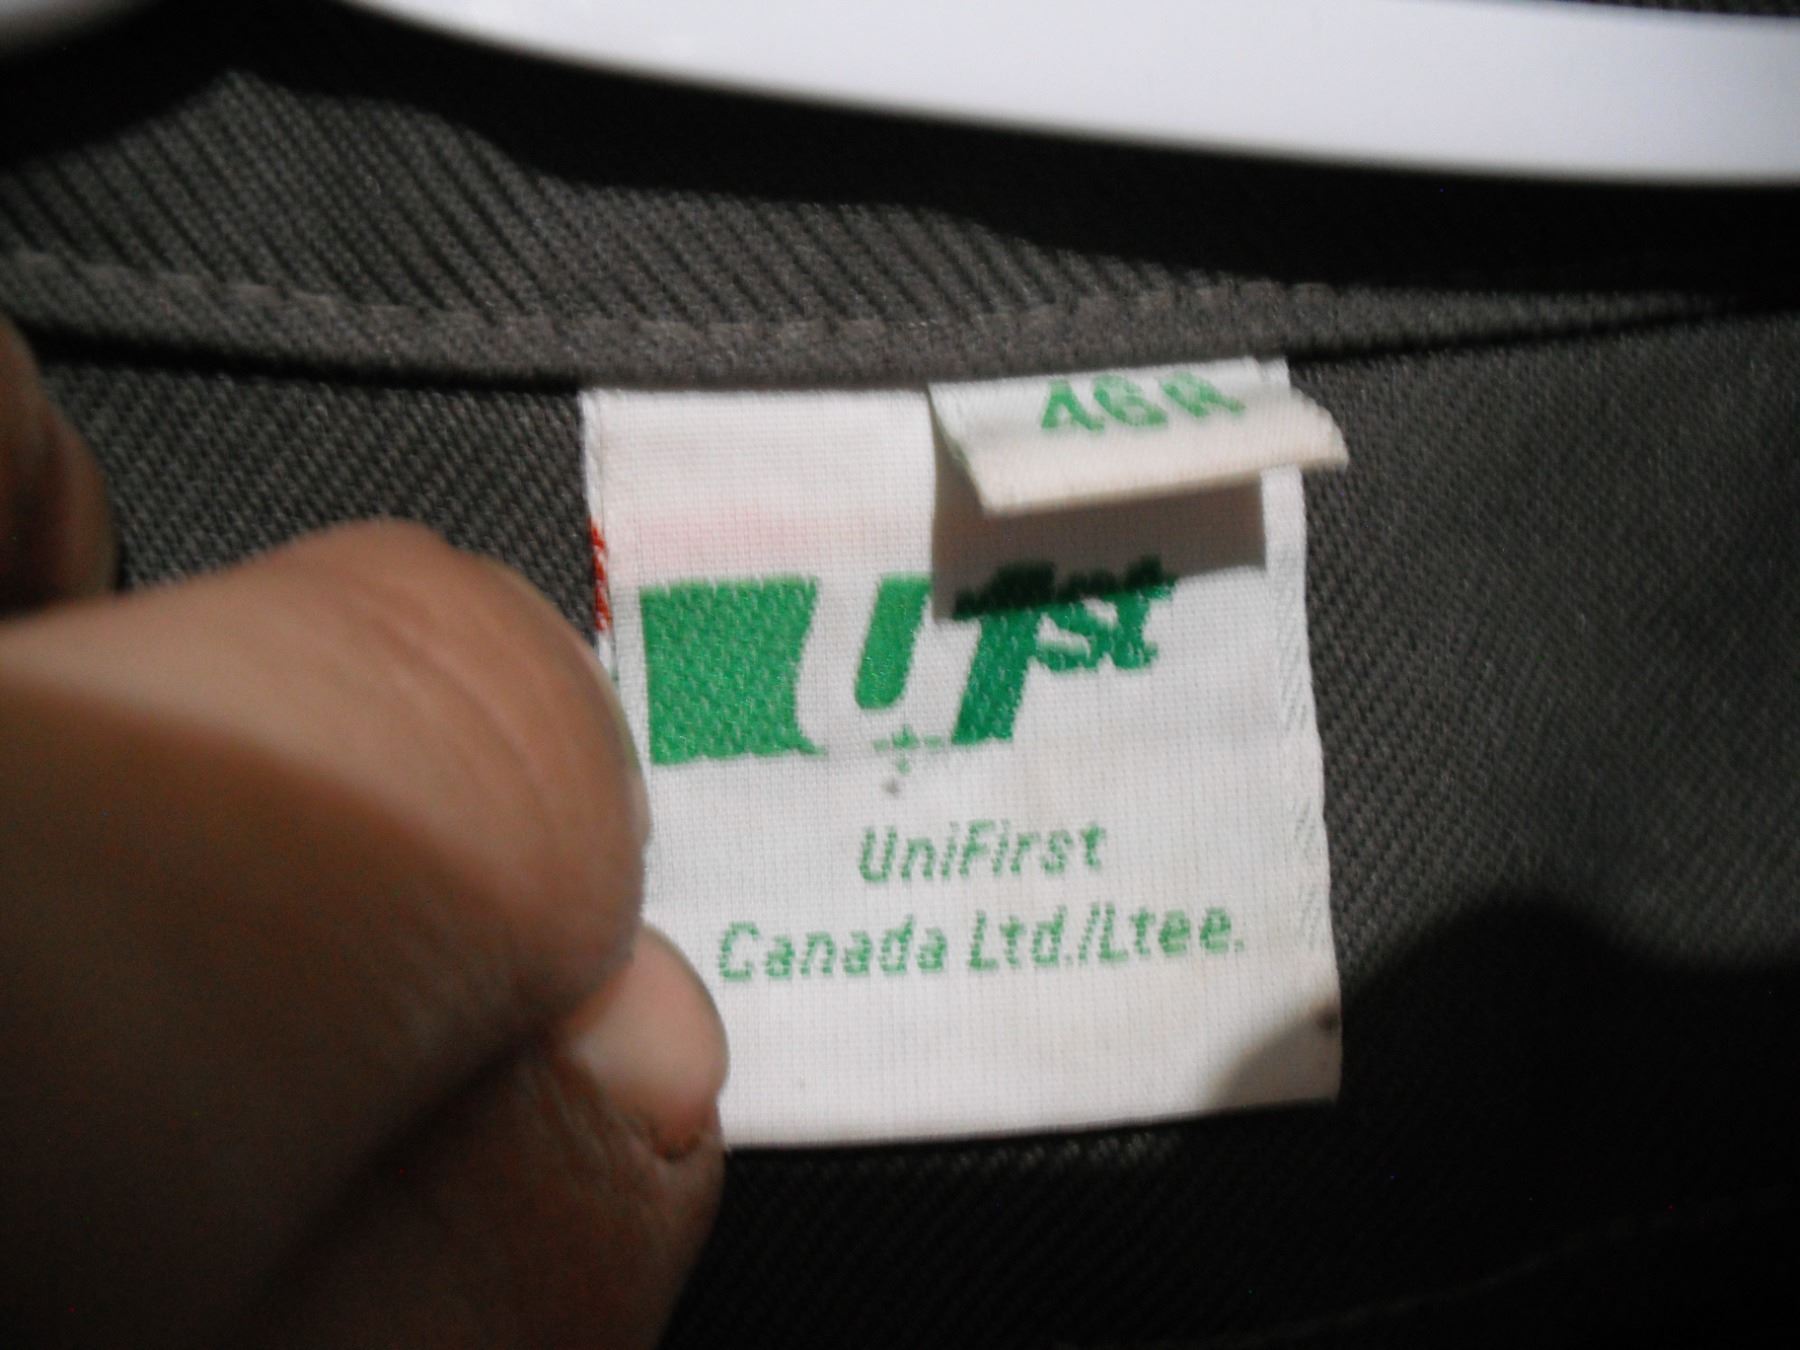 46R
UniFirst
Canada Ltd./Ltee.